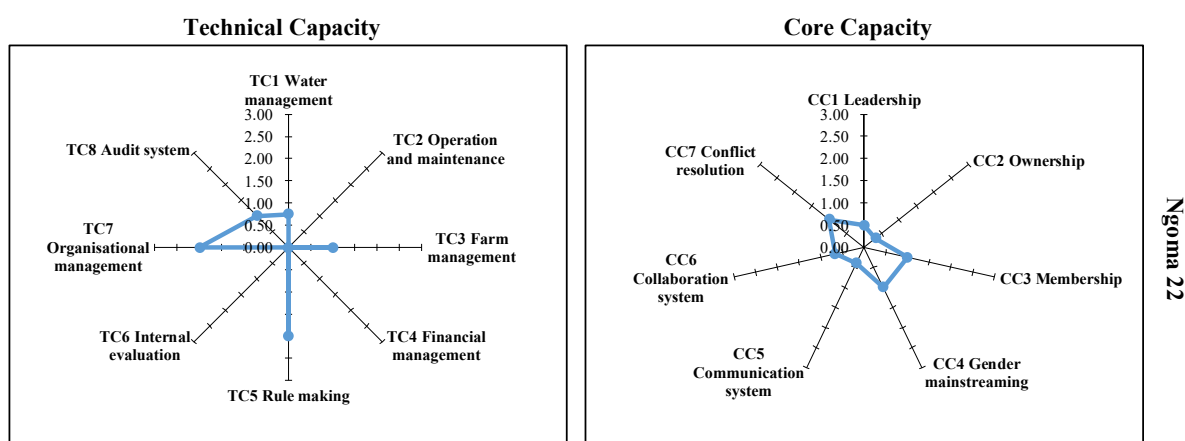 Technical Capacity
TC1 Water
management
3.00
2.50
2.00
1.50
1.00
0.50
0.00
TC2 Operation
and maintenance
TC3 Farm
management
TC4 Financial
management
TC5 Rule making
TC6 Internal
evaluation
TC7
Organisational
management
TC8 Audit system
Core Capacity
CC1 Leadership
3.00
2.50
2.00
1.50
1.00
0.50
0.00
CC2 Ownership
CC3 Membership
CC4 Gender
mainstreaming
CC5
Communication
system
CC6
Collaboration
system
CC7 Conflict
resolution
Ngoma 22